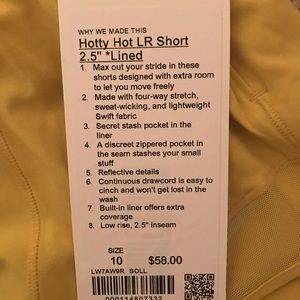 WHY WE MADE THIS
Hotty Hot LR Short
2.5" *Lined
1. Max out your stride in these
shorts designed with extra room
to let you move freely
2. Made with four-way stretch,
sweat-wicking, and lightweight
Swift fabric
3. Secret stash pocket in the
liner
4. A discreet zippered pocket in
the seam stashes your small
stuff
5. Reflective details
6. Continuous drawcord is easy to
cinch and won't get lost in the
wash
7. Built-in liner offers extra
coverage
8. Low rise, 2.5" inseam
SIZE
10 $58.00
LW7AW9R SOLL
000114807332